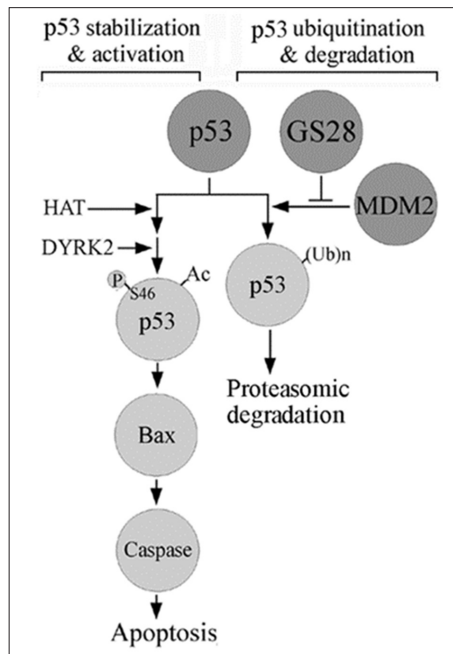 p53 stabilization
& activation
p53 ubiquitination
& degradation
p53
GS28
MDM2
HAT
DYRK2
P
S46
Ac
p53
(Ub)n
p53
Proteasomic
degradation
Bax
Caspase
Apoptosis